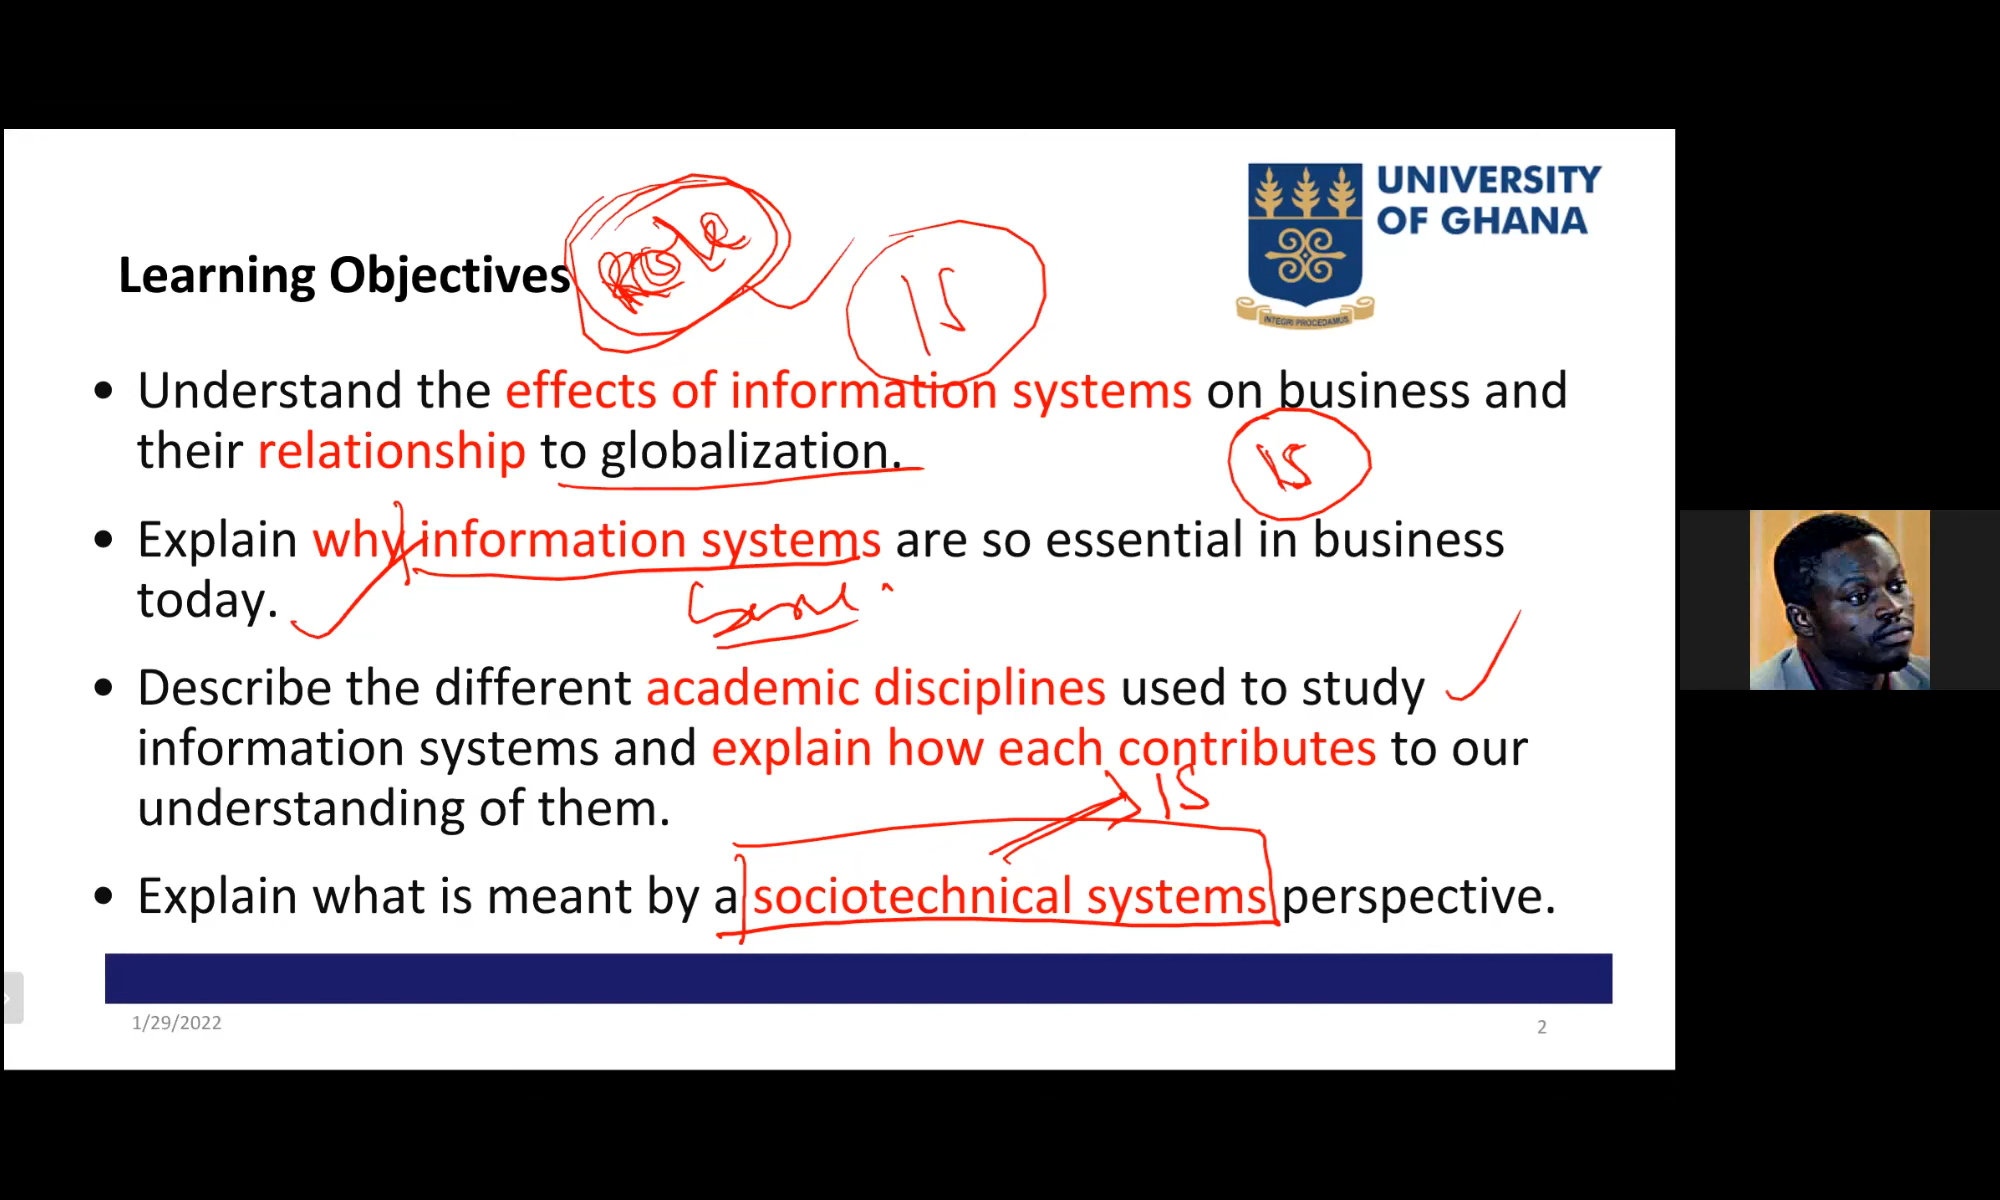 UNIVERSITY
OF GHANA
INTEGRI PROCEDAMUS
Role
IS
Learning Objectives
• Understand the effects of information systems on business and
their relationship to globalization.
IS
• Explain why information systems are so essential in business
today.
• Describe the different academic disciplines used to study
information systems and explain how each contributes to our
understanding of them.
IS
• Explain what is meant by a sociotechnical systems perspective.
1/29/2022
2